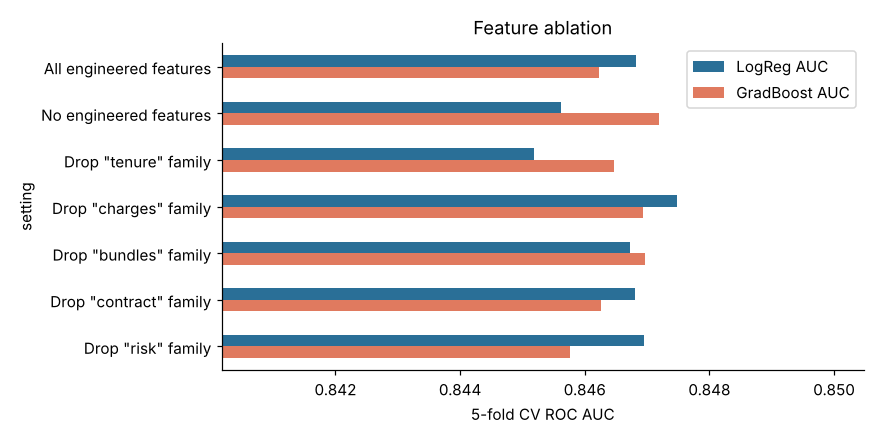 Feature ablation
LogReg AUC
GradBoost AUC
setting
All engineered features
No engineered features
Drop "tenure" family
Drop "charges" family
Drop "bundles" family
Drop "contract" family
Drop "risk" family
0.842 0.844 0.846 0.848 0.850
5-fold CV ROC AUC